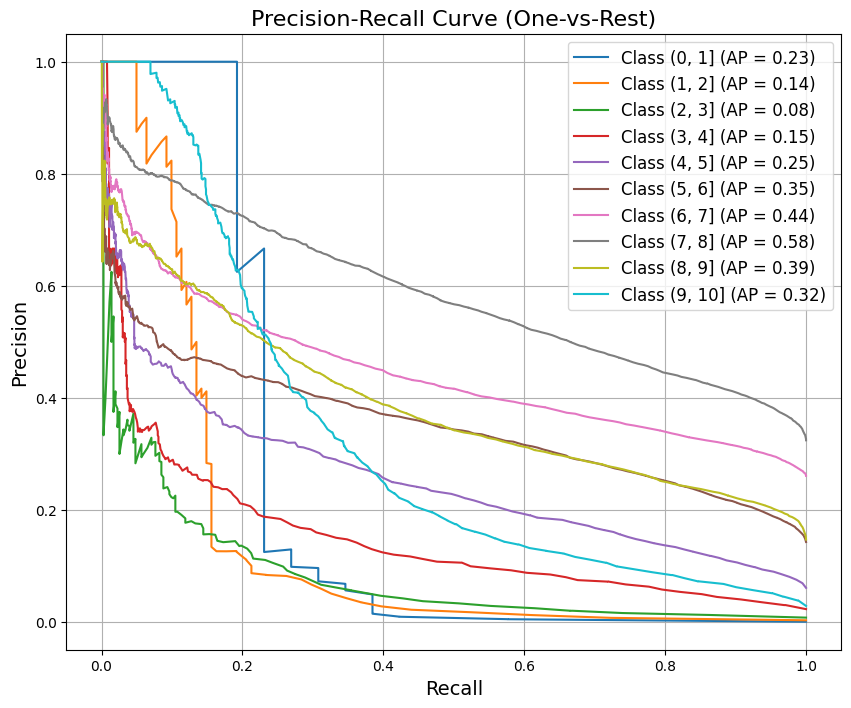 Precision-Recall Curve (One-vs-Rest)
Class (0, 1] (AP = 0.23)
Class (1, 2] (AP = 0.14)
Class (2, 3] (AP = 0.08)
Class (3, 4] (AP = 0.15)
Class (4, 5] (AP = 0.25)
Class (5, 6] (AP = 0.35)
Class (6, 7] (AP = 0.44)
Class (7, 8] (AP = 0.58)
Class (8, 9] (AP = 0.39)
Class (9, 10] (AP = 0.32)
Precision
1.0
0.8
0.6
0.4
0.2
0.0
0.0 0.2 0.4 0.6 0.8 1.0
Recall